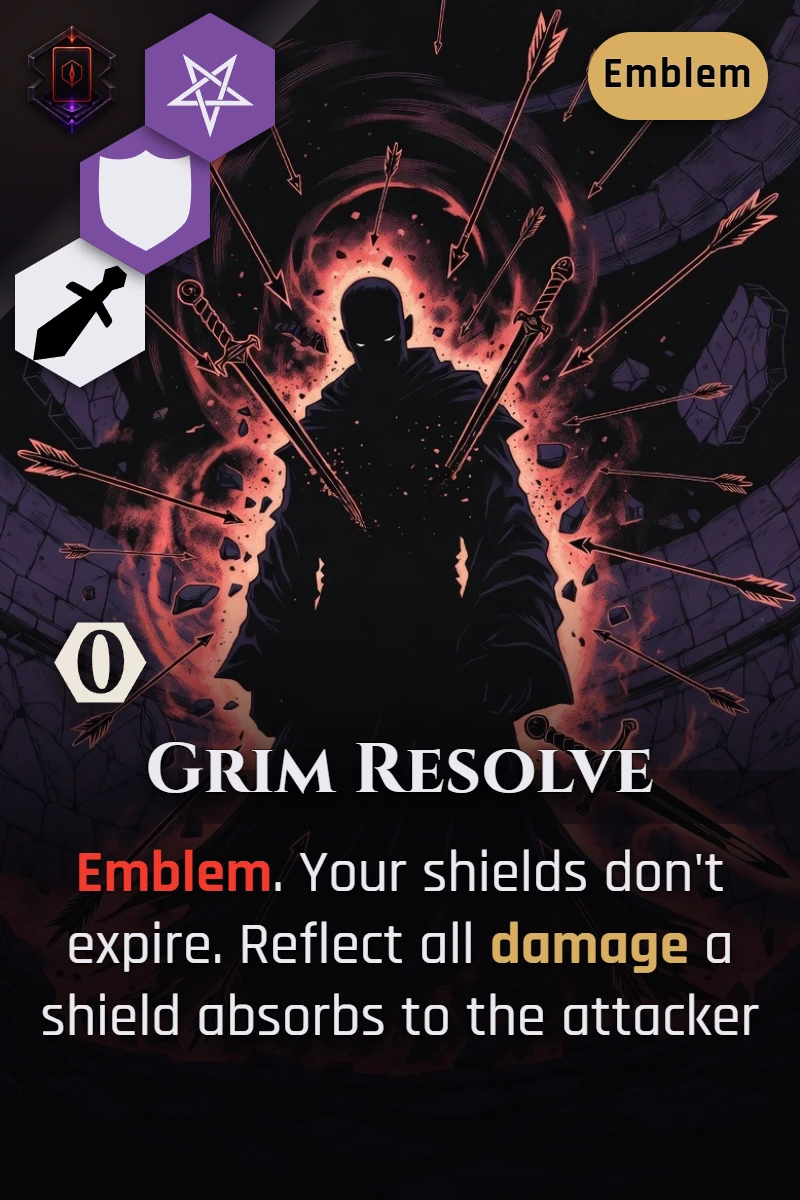 Emblem
0
Grim Resolve
Emblem. Your shields don't
expire. Reflect all damage a
shield absorbs to the attacker